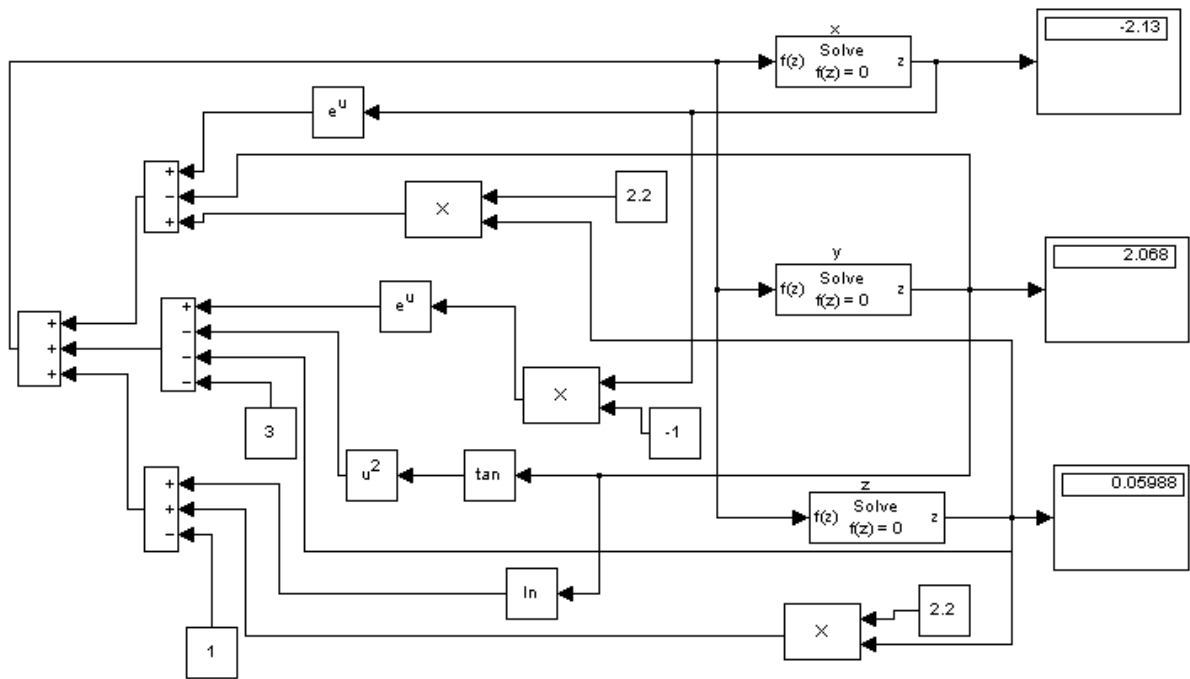 x
f(z) Solve f(z) = 0 z
-2.13
e^u
+
−
+
×
2.2
y
f(z) Solve f(z) = 0 z
2.068
+
+
+
+
−
−
−
e^u
×
-1
3
u^2
tan
z
f(z) Solve f(z) = 0 z
0.05988
+
+
−
ln
2.2
×
1